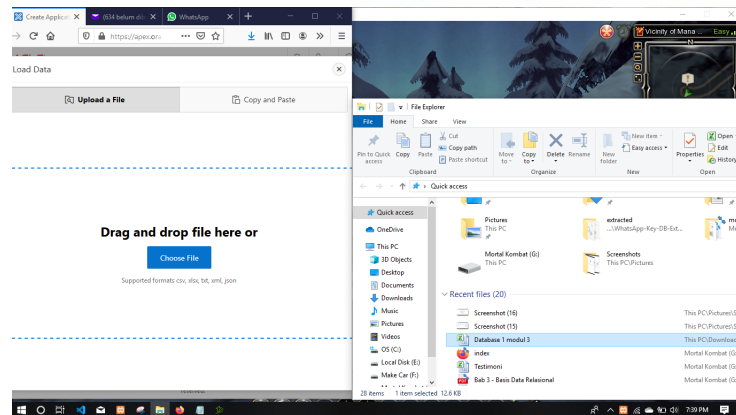 Create Applicat
(634 belum dib
WhatsApp
https://apex.ora
Load Data
Upload a File
Copy and Paste
Drag and drop file here or
Choose File
Supported formats csv, xlsx, txt, xml, json
Vicinity of Mana ...
Easy
N
File Explorer
File
Home
Share
View
Pin to Quick access
Copy
Paste
Cut
Copy path
Paste shortcut
Move to
Copy to
Delete
Rename
New folder
New item
Easy access
Properties
Open
Edit
History
Clipboard
Organize
New
Open
Quick access
Quick access
OneDrive
This PC
3D Objects
Desktop
Documents
Downloads
Music
Pictures
Videos
OS (C:)
Local Disk (E:)
Make Car (F:)
Pictures
This PC
extracted
...\WhatsApp-Key-DB-Ext...
Mortal Kombat (G:)
This PC
Screenshots
This PC\Pictures
Recent files (20)
Screenshot (16)
This PC\Pictures\S
Screenshot (15)
This PC\Pictures\S
Database 1 modul 3
This PC\Download
index
Mortal Kombat (G:
Testimoni
Mortal Kombat (G:
Bab 3 - Basis Data Relasional
Mortal Kombat (G:
28 items
1 item selected 12.6 KB
7:39 PM